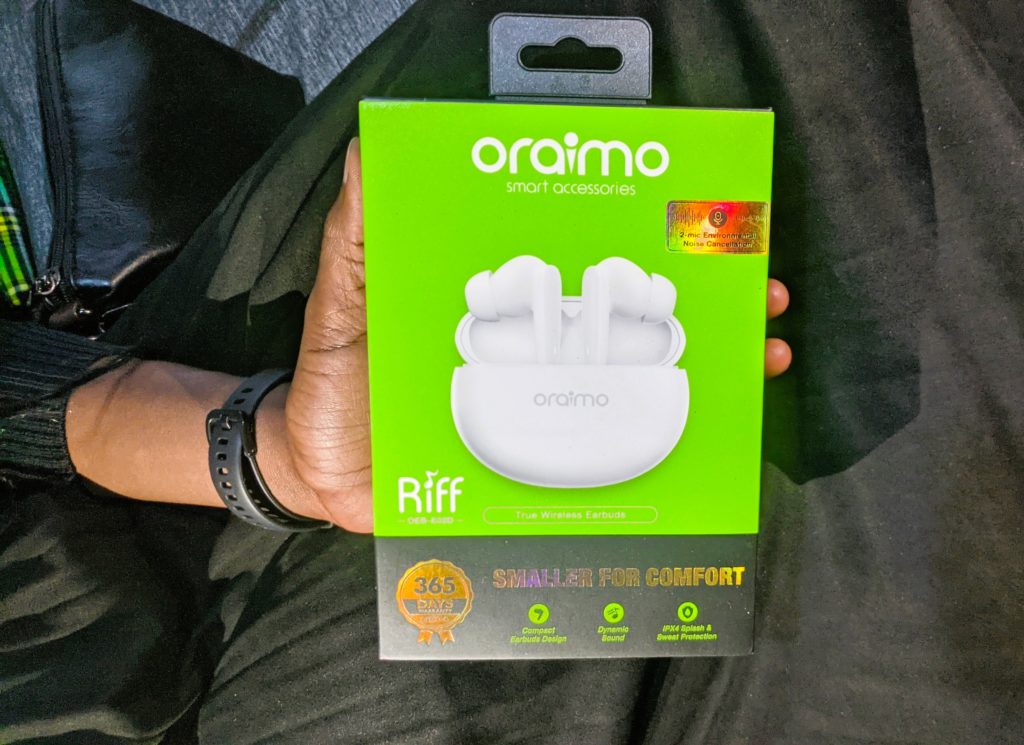 oraimo
smart accessories
2-mic Environmental
Noise Cancellation
oraimo
Riff
OEB-E02D
True Wireless Earbuds
365
DAYS
WARRANTY
SMALLER FOR COMFORT
Compact
Earbuds Design
Dynamic
Sound
IPX4 Splash &
Sweat Protection